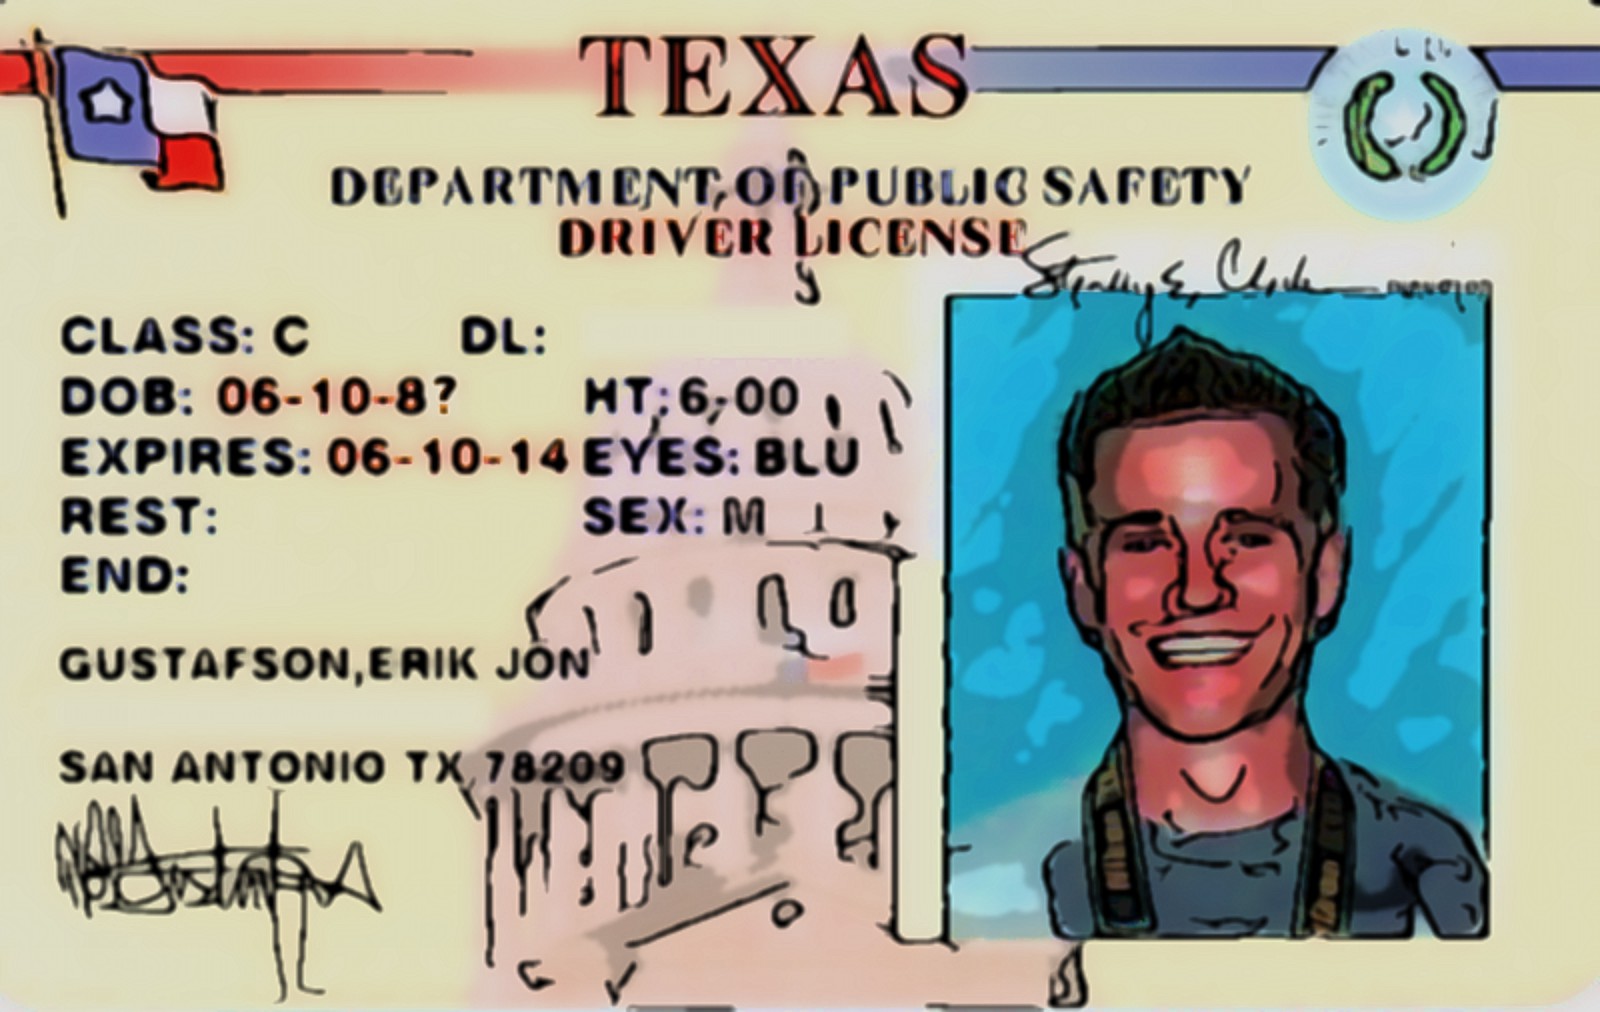 TEXAS
DEPARTMENT OF PUBLIC SAFETY
DRIVER LICENSE
CLASS: C DL:
DOB: 06-10-8? HT: 6-00
EXPIRES: 06-10-14 EYES: BLU
REST: SEX: M
END:
GUSTAFSON,ERIK JON
SAN ANTONIO TX 78209